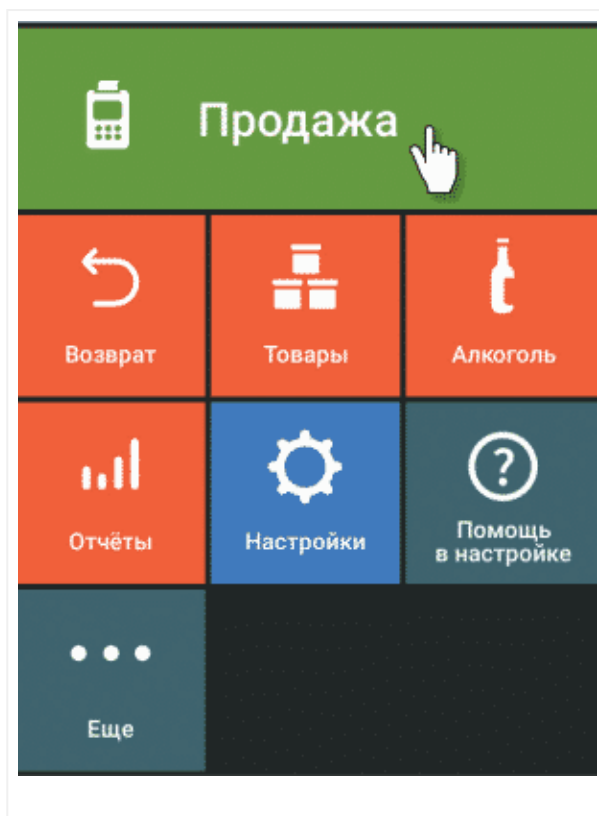 Продажа
Возврат
Товары
Алкоголь
Отчёты
Настройки
Помощь
в настройке
Еще